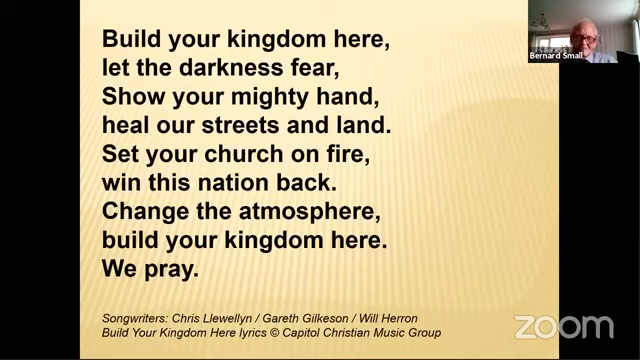 Build your kingdom here,
let the darkness fear,
Show your mighty hand,
heal our streets and land.
Set your church on fire,
win this nation back.
Change the atmosphere,
build your kingdom here.
We pray.
Songwriters: Chris Llewellyn / Gareth Gilkeson / Will Herron
Build Your Kingdom Here lyrics © Capitol Christian Music Group
Bernard Small
zoom